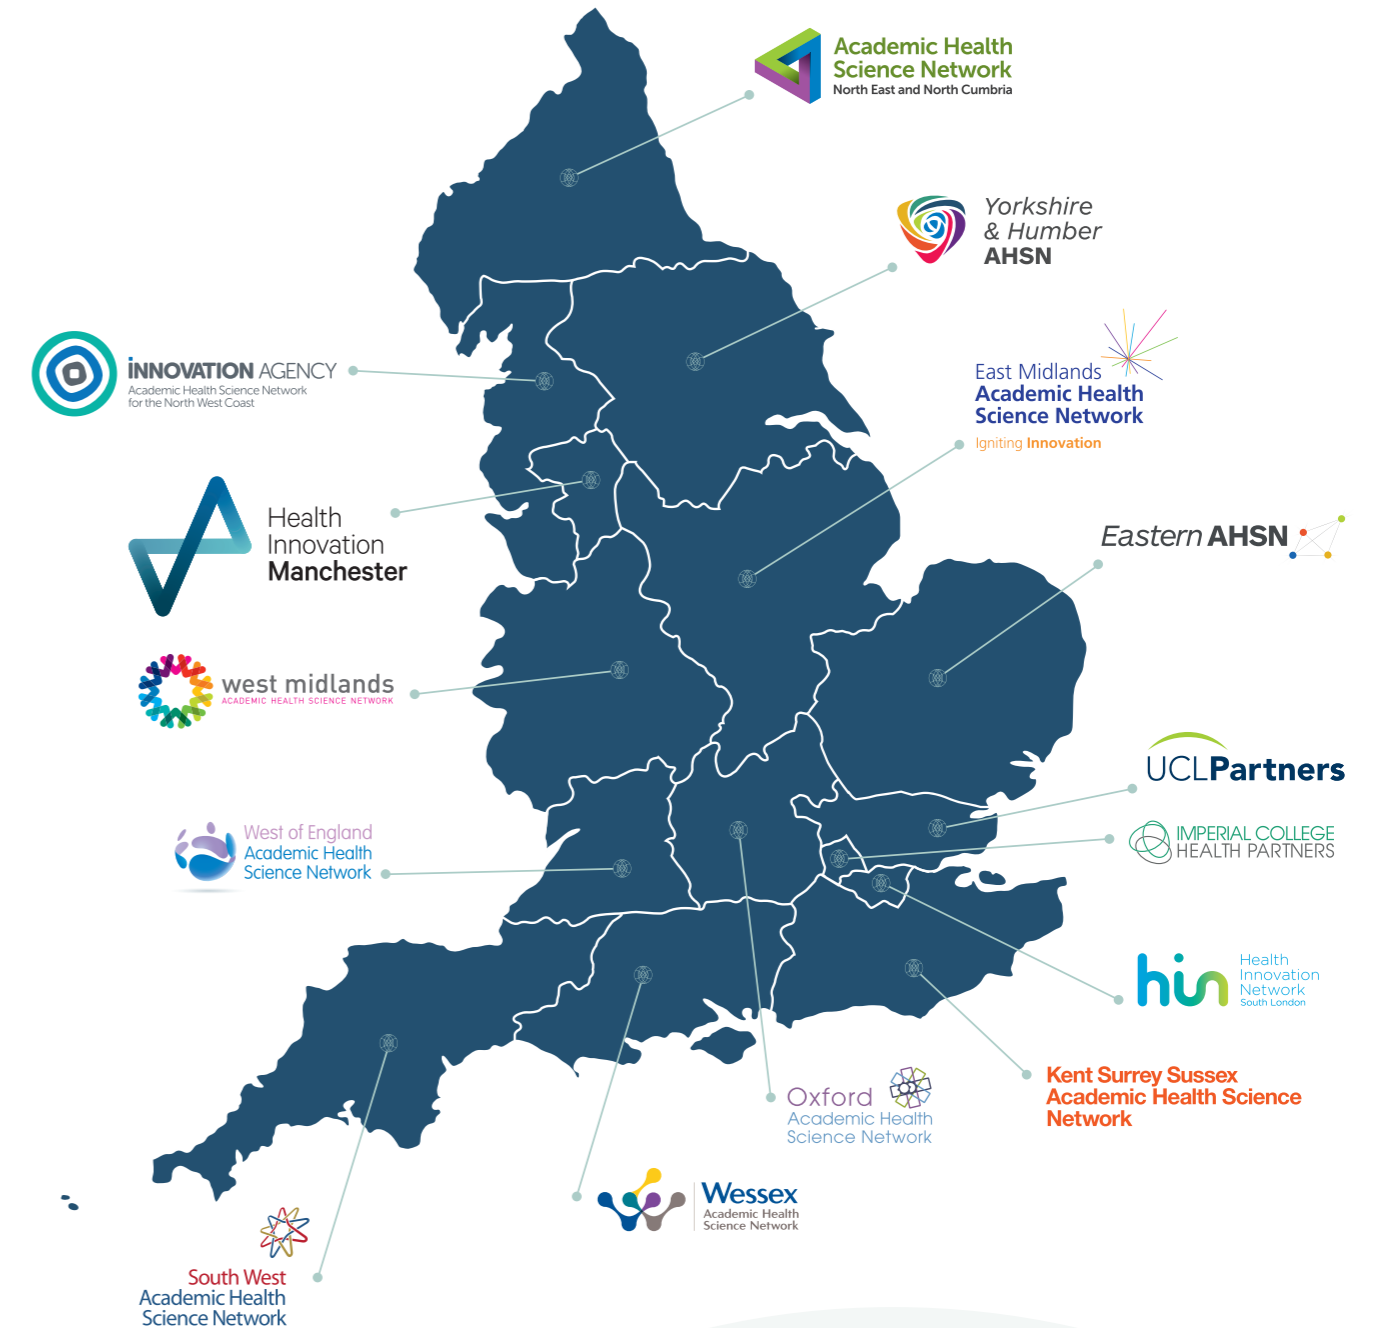 Academic Health
Science Network
North East and North Cumbria
Yorkshire
& Humber
AHSN
iNNOVATION AGENCY
Academic Health Science Network
for the North West Coast
East Midlands
Academic Health
Science Network
Igniting Innovation
Health
Innovation
Manchester
Eastern AHSN
west midlands
ACADEMIC HEALTH SCIENCE NETWORK
UCLPartners
West of England
Academic Health
Science Network
IMPERIAL COLLEGE
HEALTH PARTNERS
hin
Health
Innovation
Network
South London
Kent Surrey Sussex
Academic Health Science
Network
Oxford
Academic Health
Science Network
Wessex
Academic Health
Science Network
South West
Academic Health
Science Network